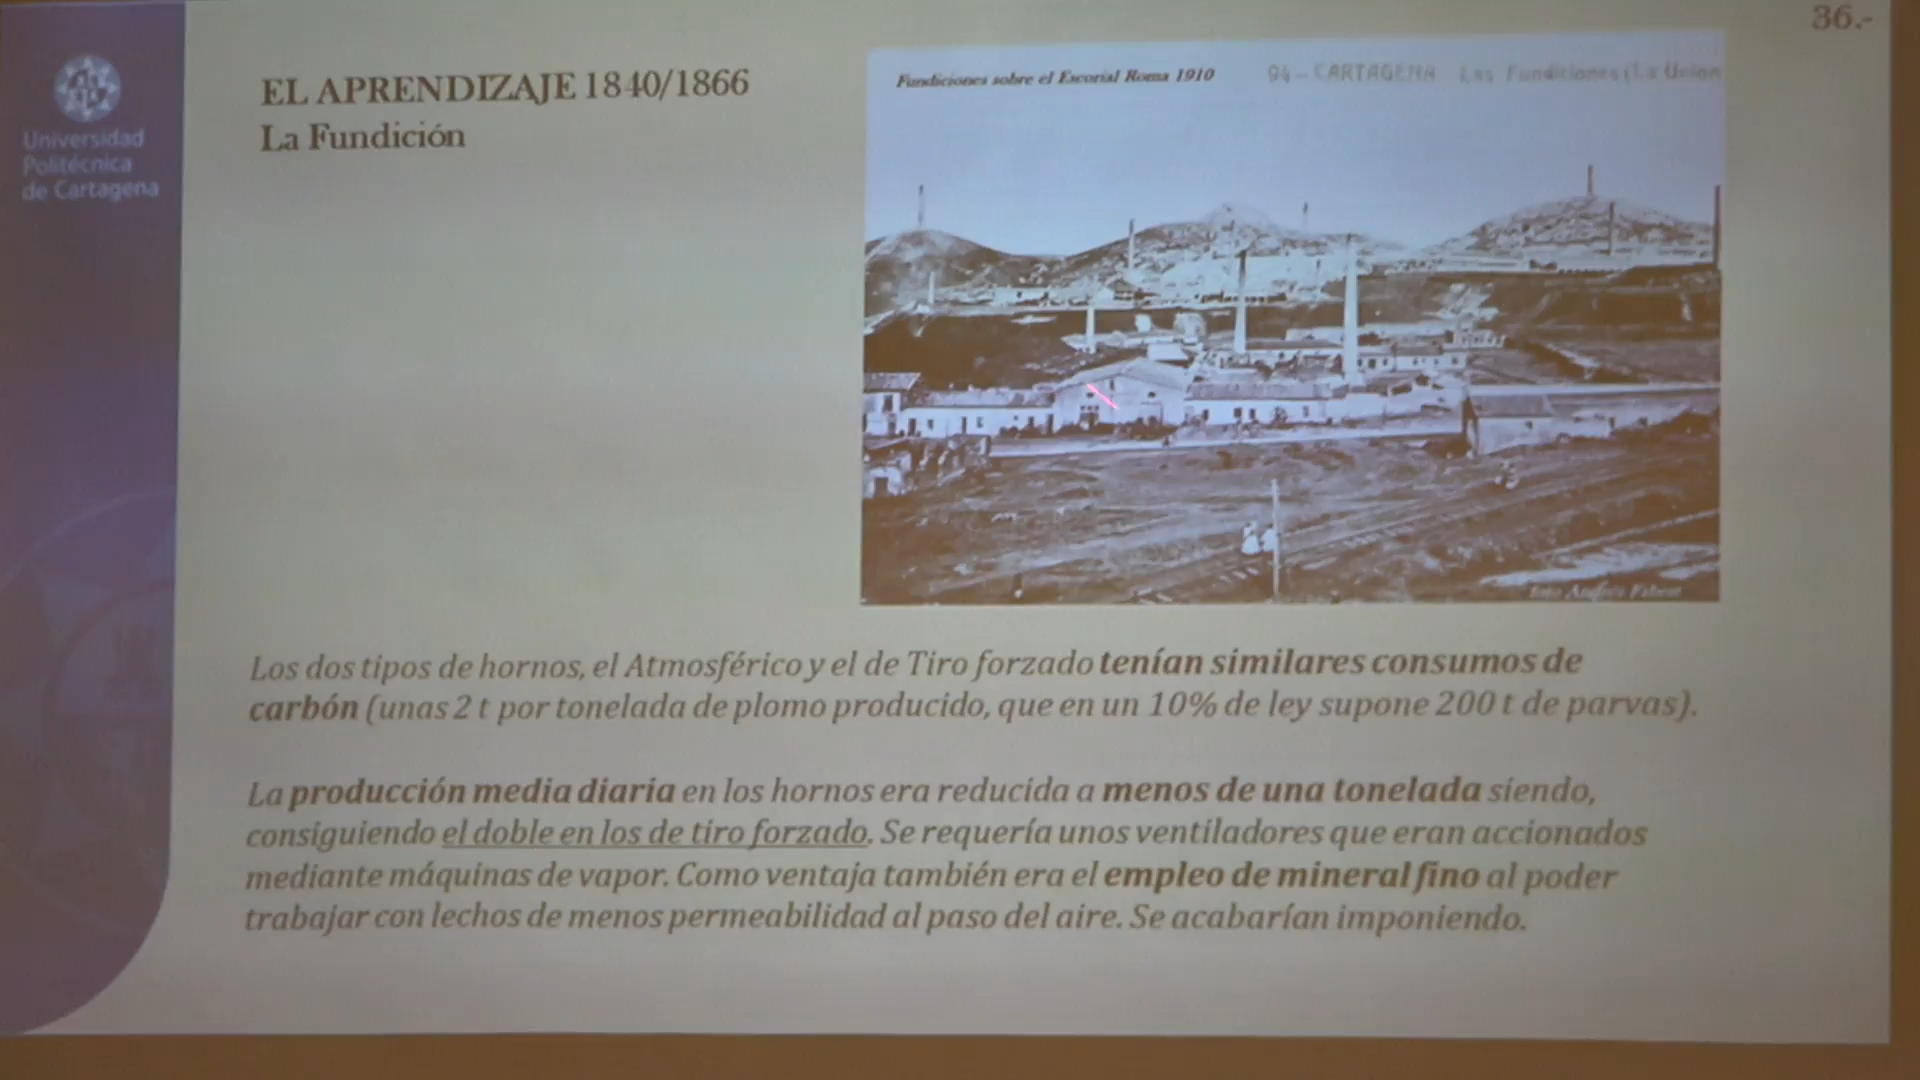 36.-
Universidad
Politécnica
de Cartagena
EL APRENDIZAJE 1840/1866
La Fundición
Fundiciones sobre el Escorial Roma 1910
94 - CARTAGENA Las Fundiciones (La Union
foto Andrés Fabert
Los dos tipos de hornos, el Atmosférico y el de Tiro forzado tenían similares consumos de
carbón (unas 2 t por tonelada de plomo producido, que en un 10% de ley supone 200 t de parvas).
La producción media diaria en los hornos era reducida a menos de una tonelada siendo,
consiguiendo el doble en los de tiro forzado. Se requería unos ventiladores que eran accionados
mediante máquinas de vapor. Como ventaja también era el empleo de mineral fino al poder
trabajar con lechos de menos permeabilidad al paso del aire. Se acabarían imponiendo.